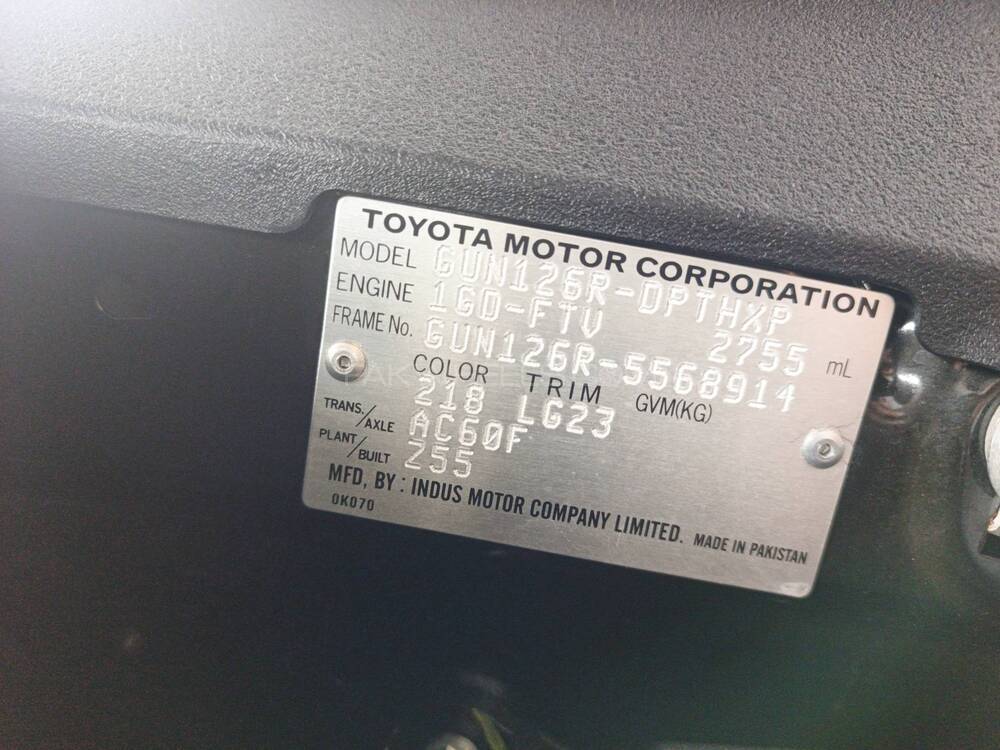 TOYOTA MOTOR CORPORATION
MODEL GUN126R-DPTHXP
ENGINE 1GD-FTV 2755 mL
FRAME No. GUN126R-5568914
COLOR TRIM GVM(KG)
218 LG23
TRANS./AXLE AC60F
PLANT/BUILT Z55
MFD, BY : INDUS MOTOR COMPANY LIMITED. MADE IN PAKISTAN
0K070